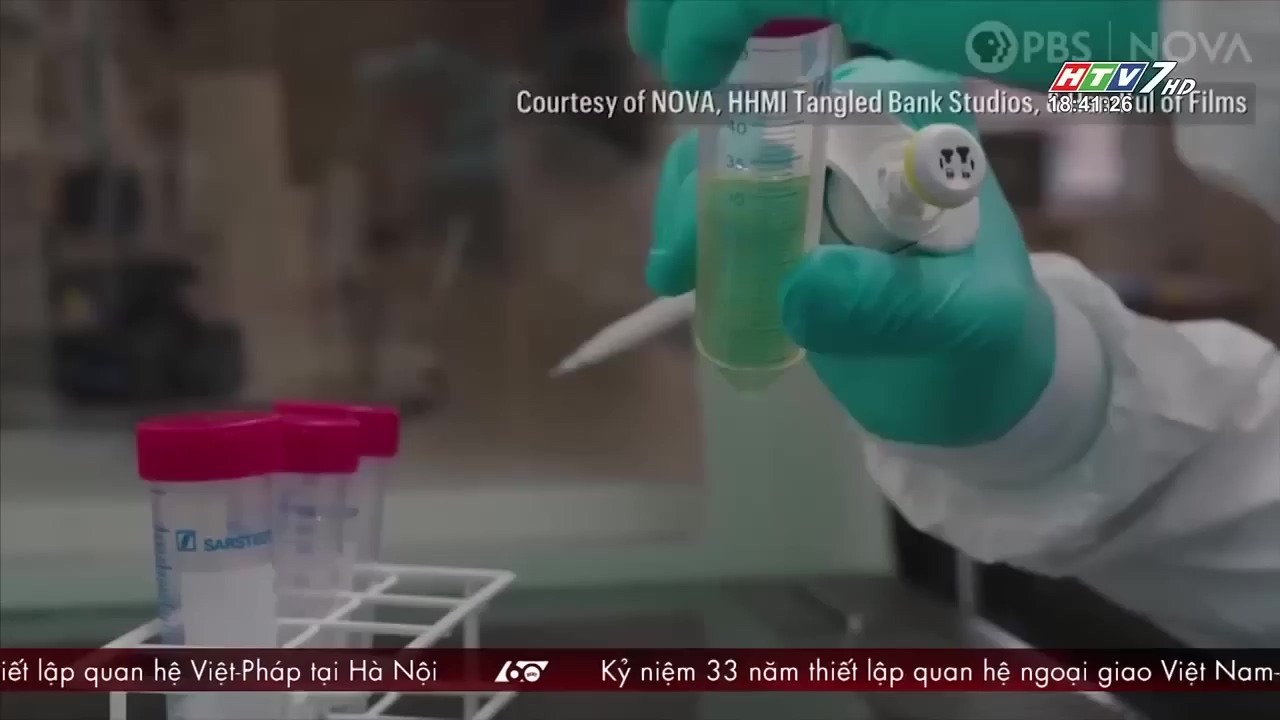 PBS | NOVA
HTV7 HD
18:41:26
Courtesy of NOVA, HHMI Tangled Bank Studios, of Films
40
SARSTEDT
iết lập quan hệ Việt-Pháp tại Hà Nội
Kỷ niệm 33 năm thiết lập quan hệ ngoại giao Việt Nam-